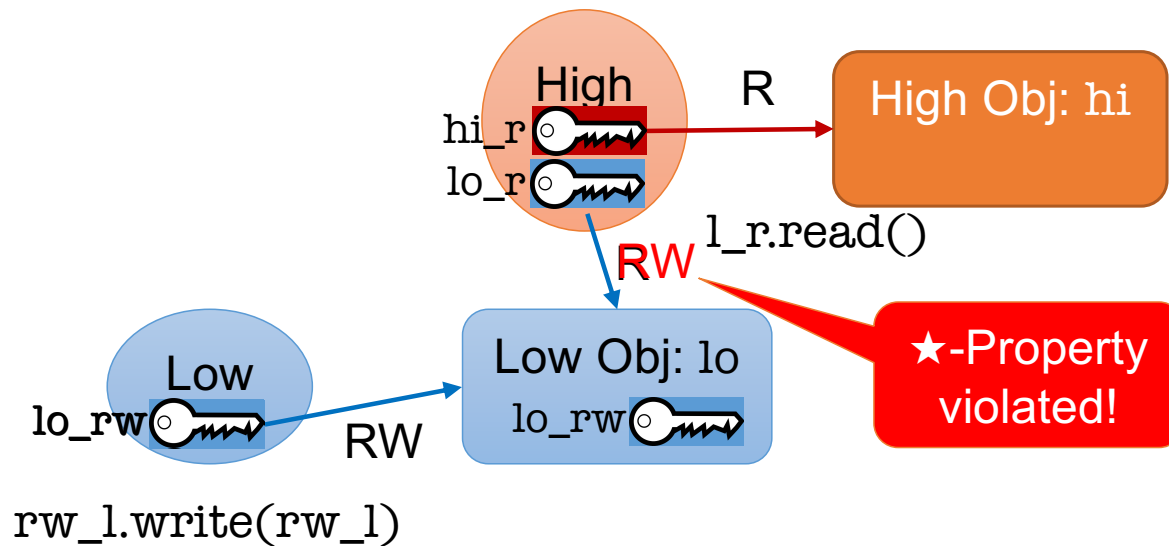 High
hi_r
lo_r
R
High Obj: hi
l_r.read()
RW
★-Property
violated!
Low
lo_rw
RW
Low Obj: lo
lo_rw
rw_l.write(rw_l)